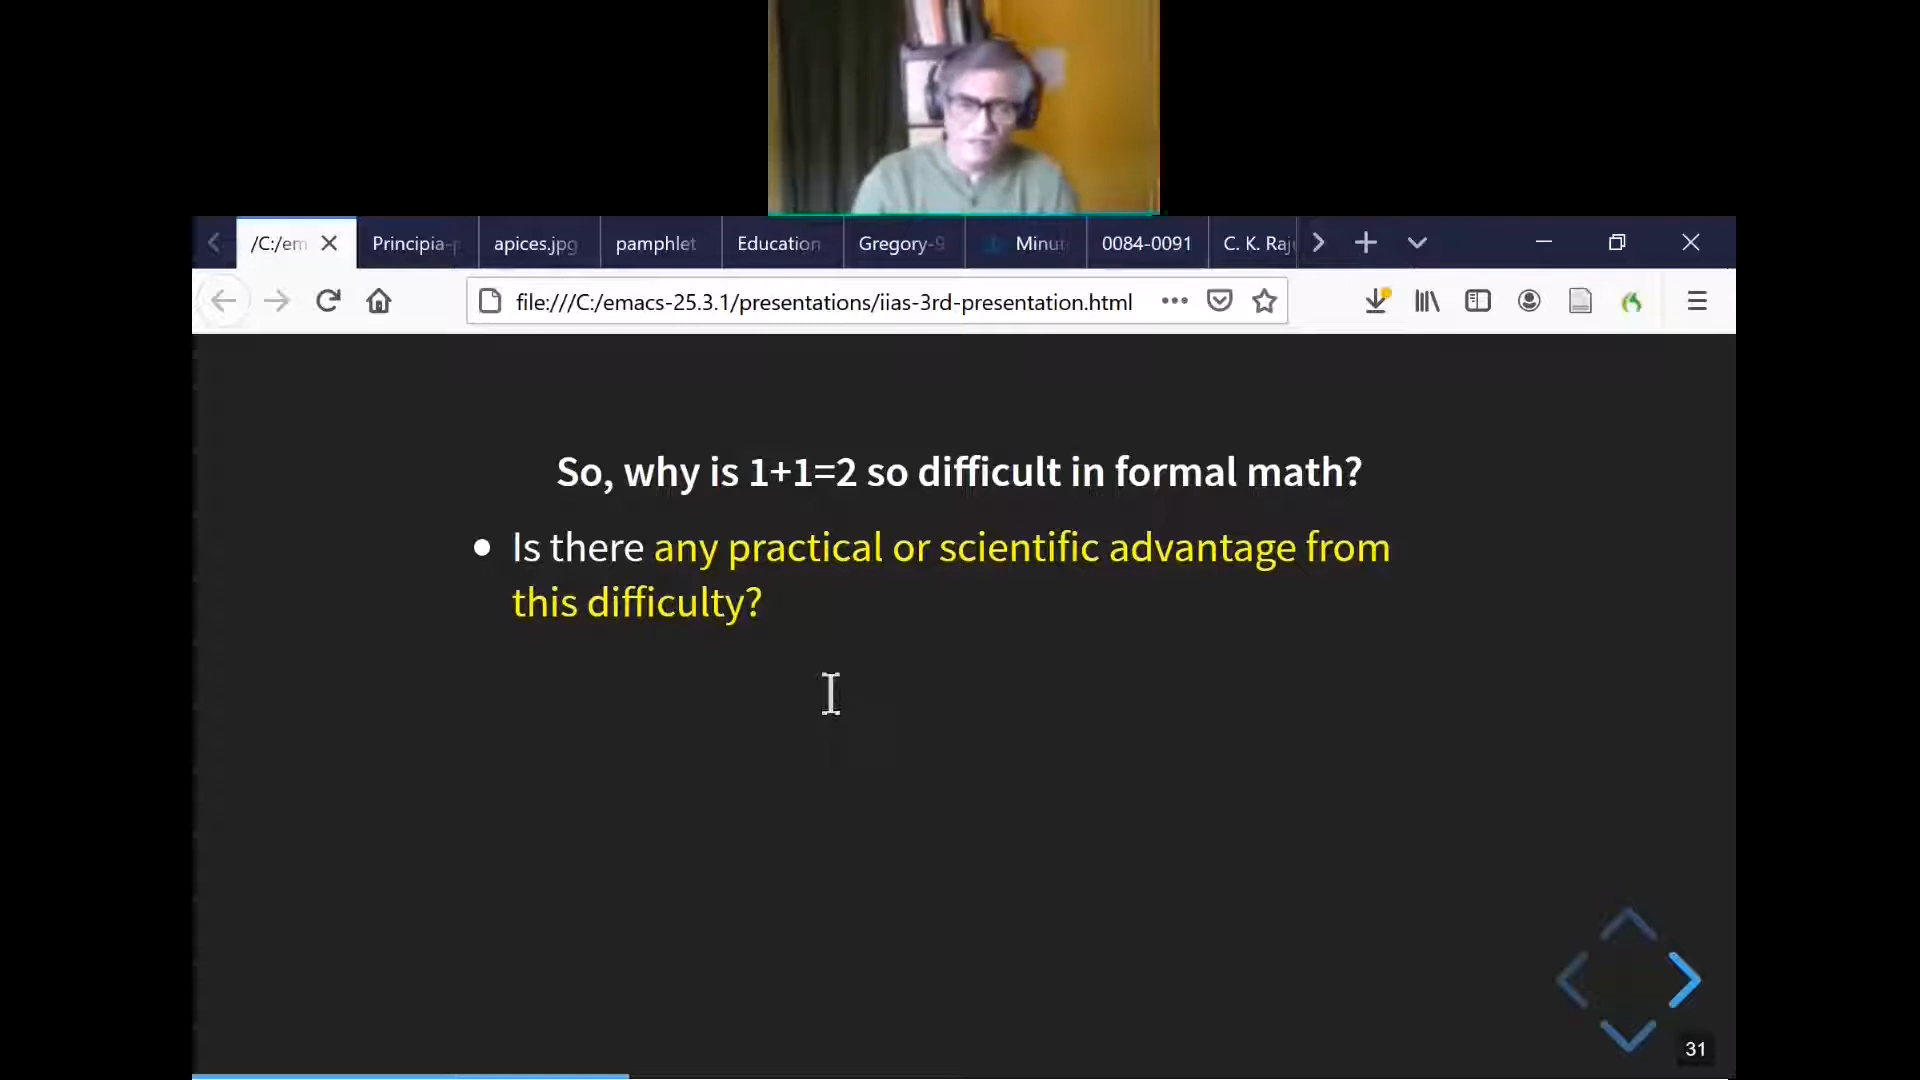 /C:/em
Principia-p
apices.jpg
pamphlet
Education
Gregory-9
Minut
0084-0091
C. K. Raju
file:///C:/emacs-25.3.1/presentations/iias-3rd-presentation.html
So, why is 1+1=2 so difficult in formal math?
• Is there any practical or scientific advantage from
this difficulty?
31